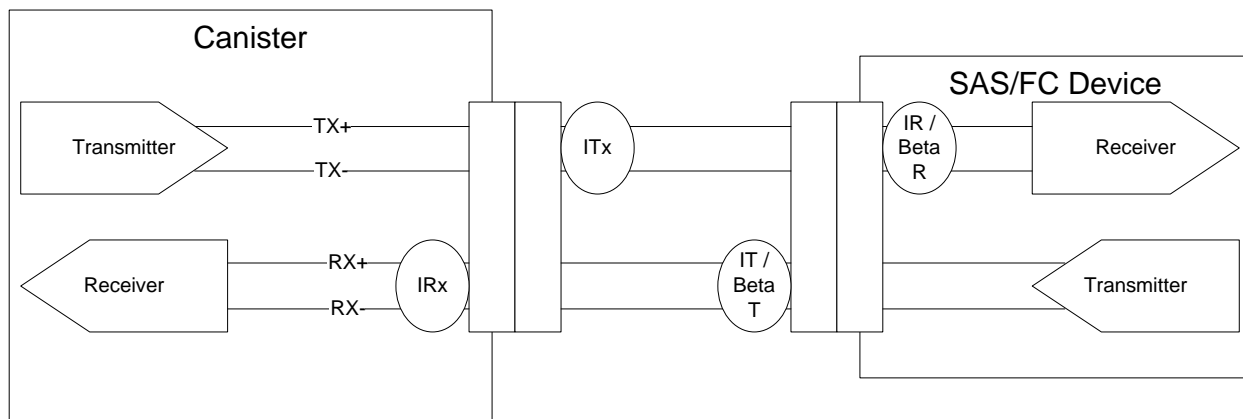 Canister
SAS/FC Device
TX+
Transmitter
TX-
ITx
IR /
Beta
R
Receiver
RX+
Receiver
RX-
IRx
IT /
Beta
T
Transmitter